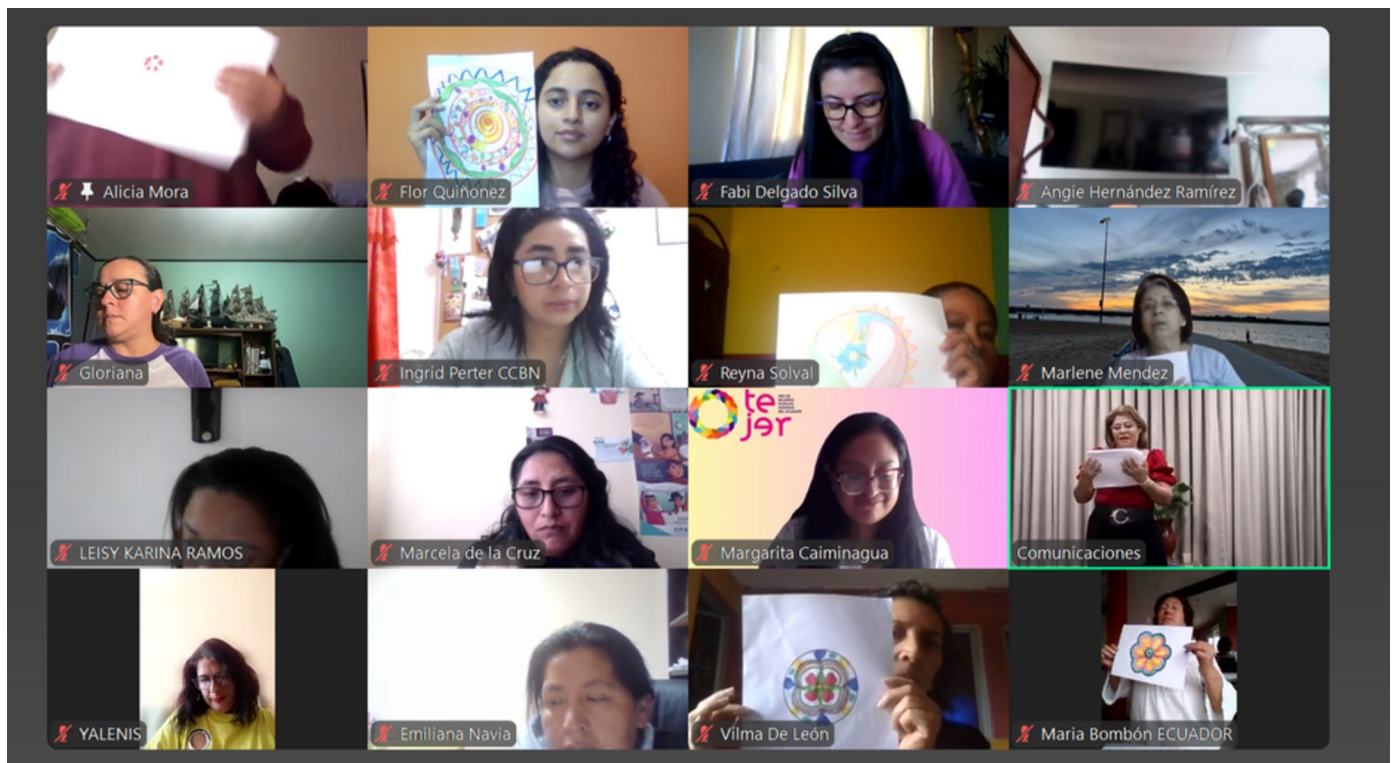 Alicia Mora
Flor Quiñonez
Fabi Delgado Silva
Angie Hernández Ramírez
Gloriana
Ingrid Perter CCBN
Reyna Solval
Marlene Mendez
te
jer
LEISY KARINA RAMOS
Marcela de la Cruz
Margarita Caiminagua
Comunicaciones
YALENIS
Emiliana Navia
Vilma De León
Maria Bombón ECUADOR